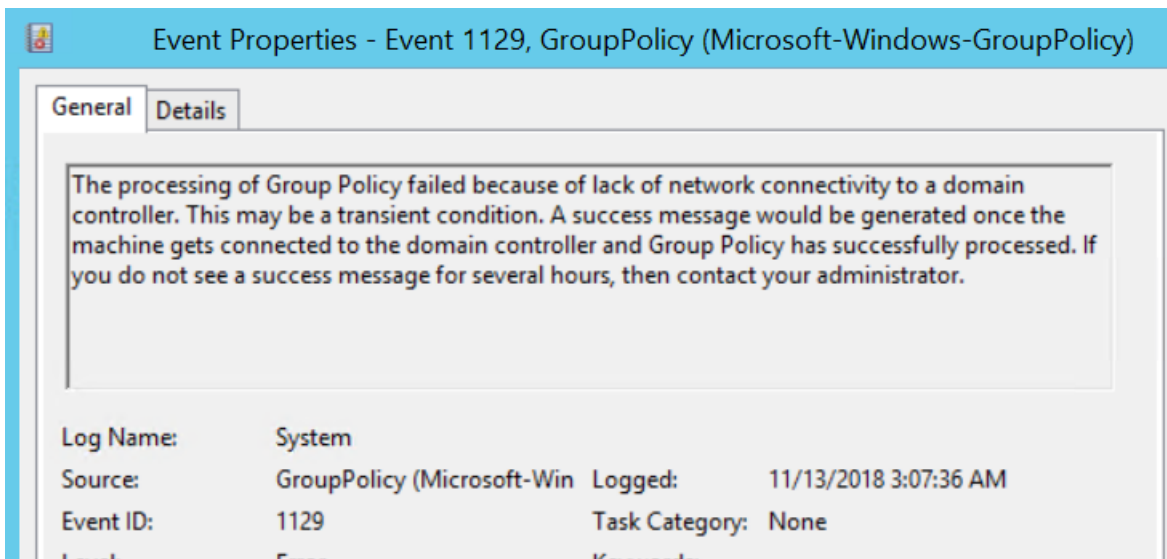 Event Properties - Event 1129, GroupPolicy (Microsoft-Windows-GroupPolicy)
General Details
The processing of Group Policy failed because of lack of network connectivity to a domain
controller. This may be a transient condition. A success message would be generated once the
machine gets connected to the domain controller and Group Policy has successfully processed. If
you do not see a success message for several hours, then contact your administrator.
Log Name: System
Source: GroupPolicy (Microsoft-Win Logged: 11/13/2018 3:07:36 AM
Event ID: 1129 Task Category: None